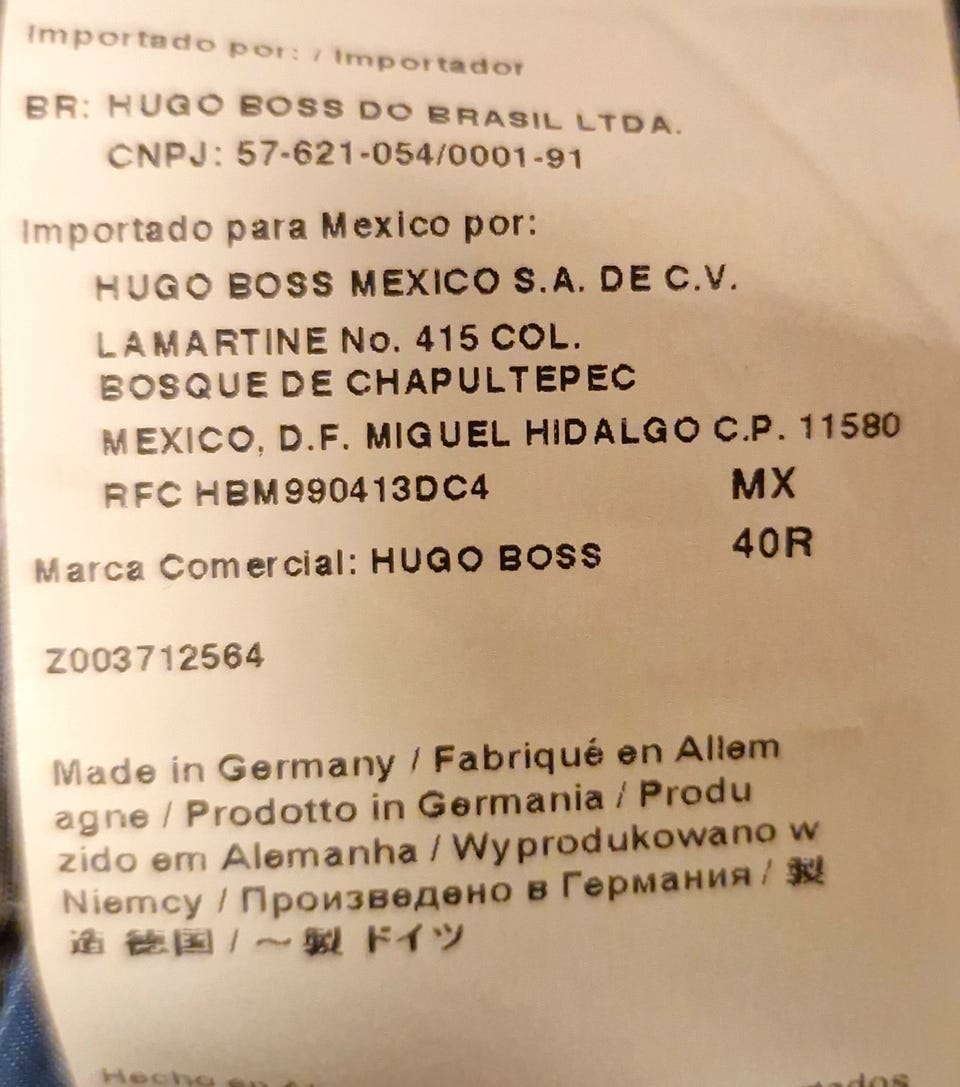 Importado por: / Importador
BR: HUGO BOSS DO BRASIL LTDA.
CNPJ: 57-621-054/0001-91
Importado para Mexico por:
HUGO BOSS MEXICO S.A. DE C.V.
LAMARTINE No. 415 COL.
BOSQUE DE CHAPULTEPEC
MEXICO, D.F. MIGUEL HIDALGO C.P. 11580
RFC HBM990413DC4 MX
Marca Comercial: HUGO BOSS 40R
Z003712564
Made in Germany / Fabriqué en Allem
agne / Prodotto in Germania / Produ
zido em Alemanha / Wyprodukowano w
Niemcy / Произведено в Германия / 製
造 德国 / ～製 ドイツ
Hecho en